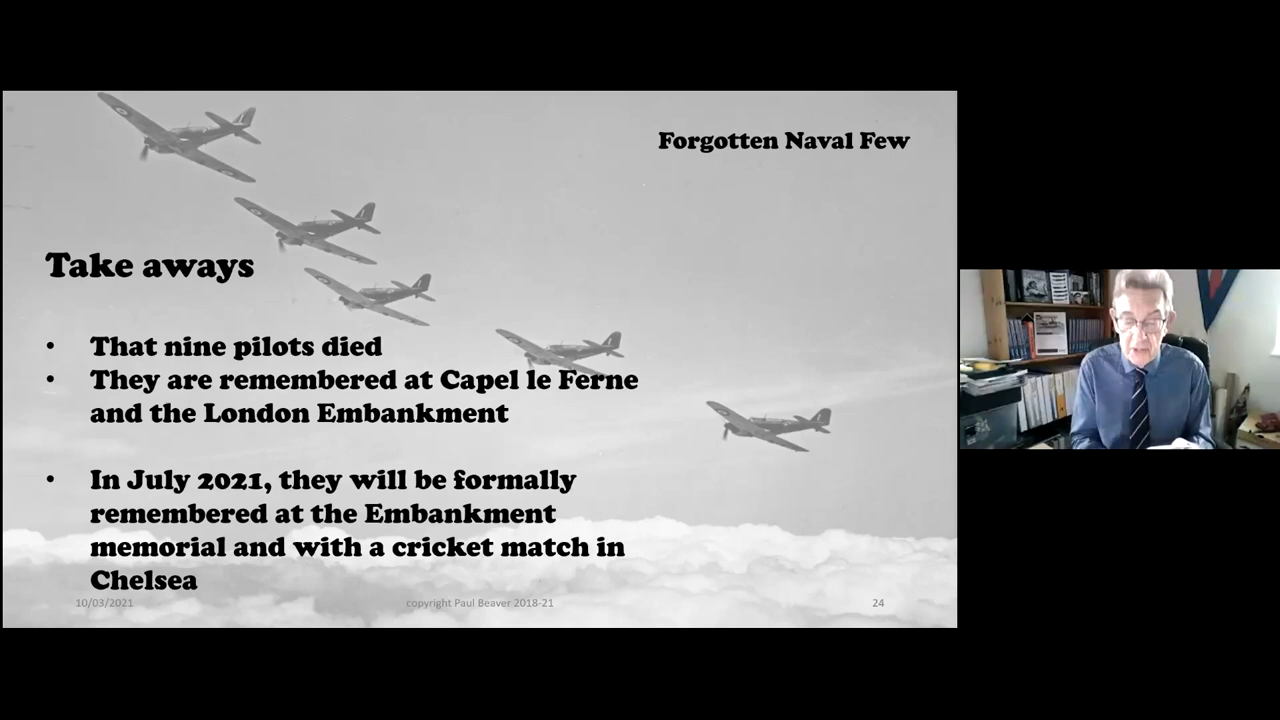 Forgotten Naval Few
Take aways
• That nine pilots died
• They are remembered at Capel le Ferne
and the London Embankment
• In July 2021, they will be formally
remembered at the Embankment
memorial and with a cricket match in
Chelsea
10/03/2021 copyright Paul Beaver 2018-21 24